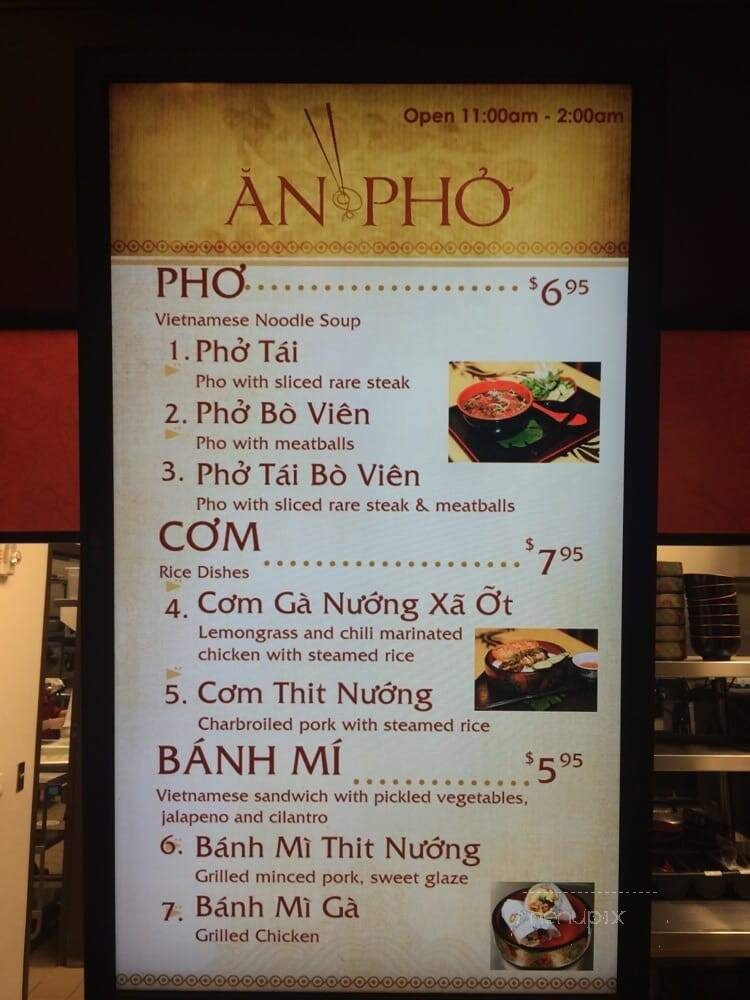 Open 11:00am - 2:00am
ĂN PHỞ
PHƠ $6.95
Vietnamese Noodle Soup
1. Phở Tái
Pho with sliced rare steak
2. Phở Bò Viên
Pho with meatballs
3. Phở Tái Bò Viên
Pho with sliced rare steak & meatballs
CƠM $7.95
Rice Dishes
4. Cơm Gà Nướng Xã Ớt
Lemongrass and chili marinated
chicken with steamed rice
5. Cơm Thit Nướng
Charbroiled pork with steamed rice
BÁNH MÍ $5.95
Vietnamese sandwich with pickled vegetables,
jalapeno and cilantro
6. Bánh Mì Thit Nướng
Grilled minced pork, sweet glaze
7. Bánh Mì Gà
Grilled Chicken
menupix